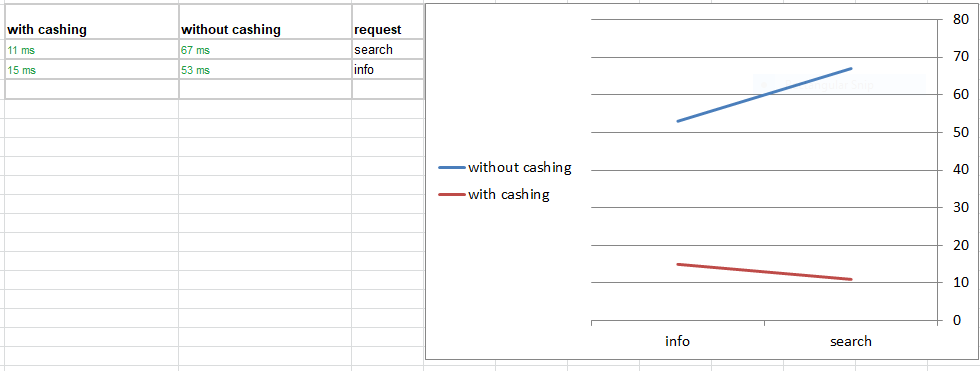 with cashing without cashing request
11 ms 67 ms search
15 ms 53 ms info
80
70
60
50
40
30
20
10
0
without cashing
with cashing
info search